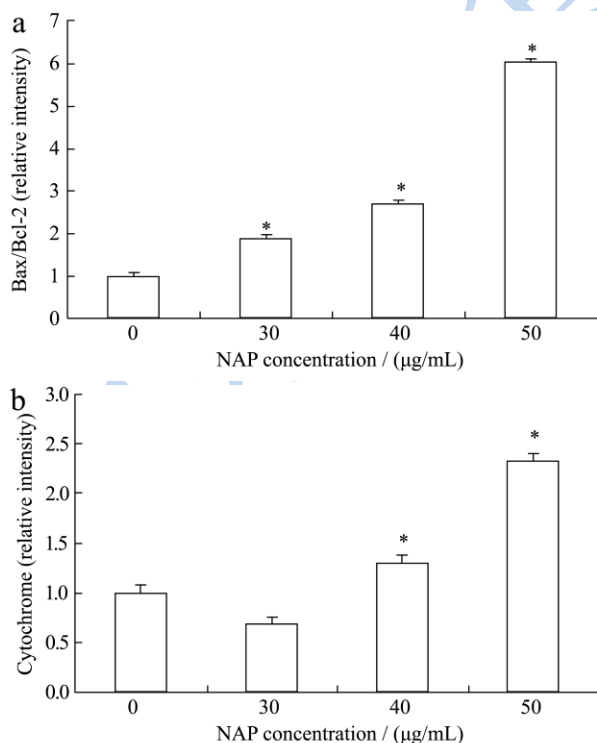 a
Bax/Bcl-2 (relative intensity)
7
6
5
4
3
2
1
0
*
*
*
0 30 40 50
NAP concentration / (μg/mL)
b
Cytochrome (relative intensity)
3.0
2.5
2.0
1.5
1.0
0.5
0.0
*
*
0 30 40 50
NAP concentration / (μg/mL)